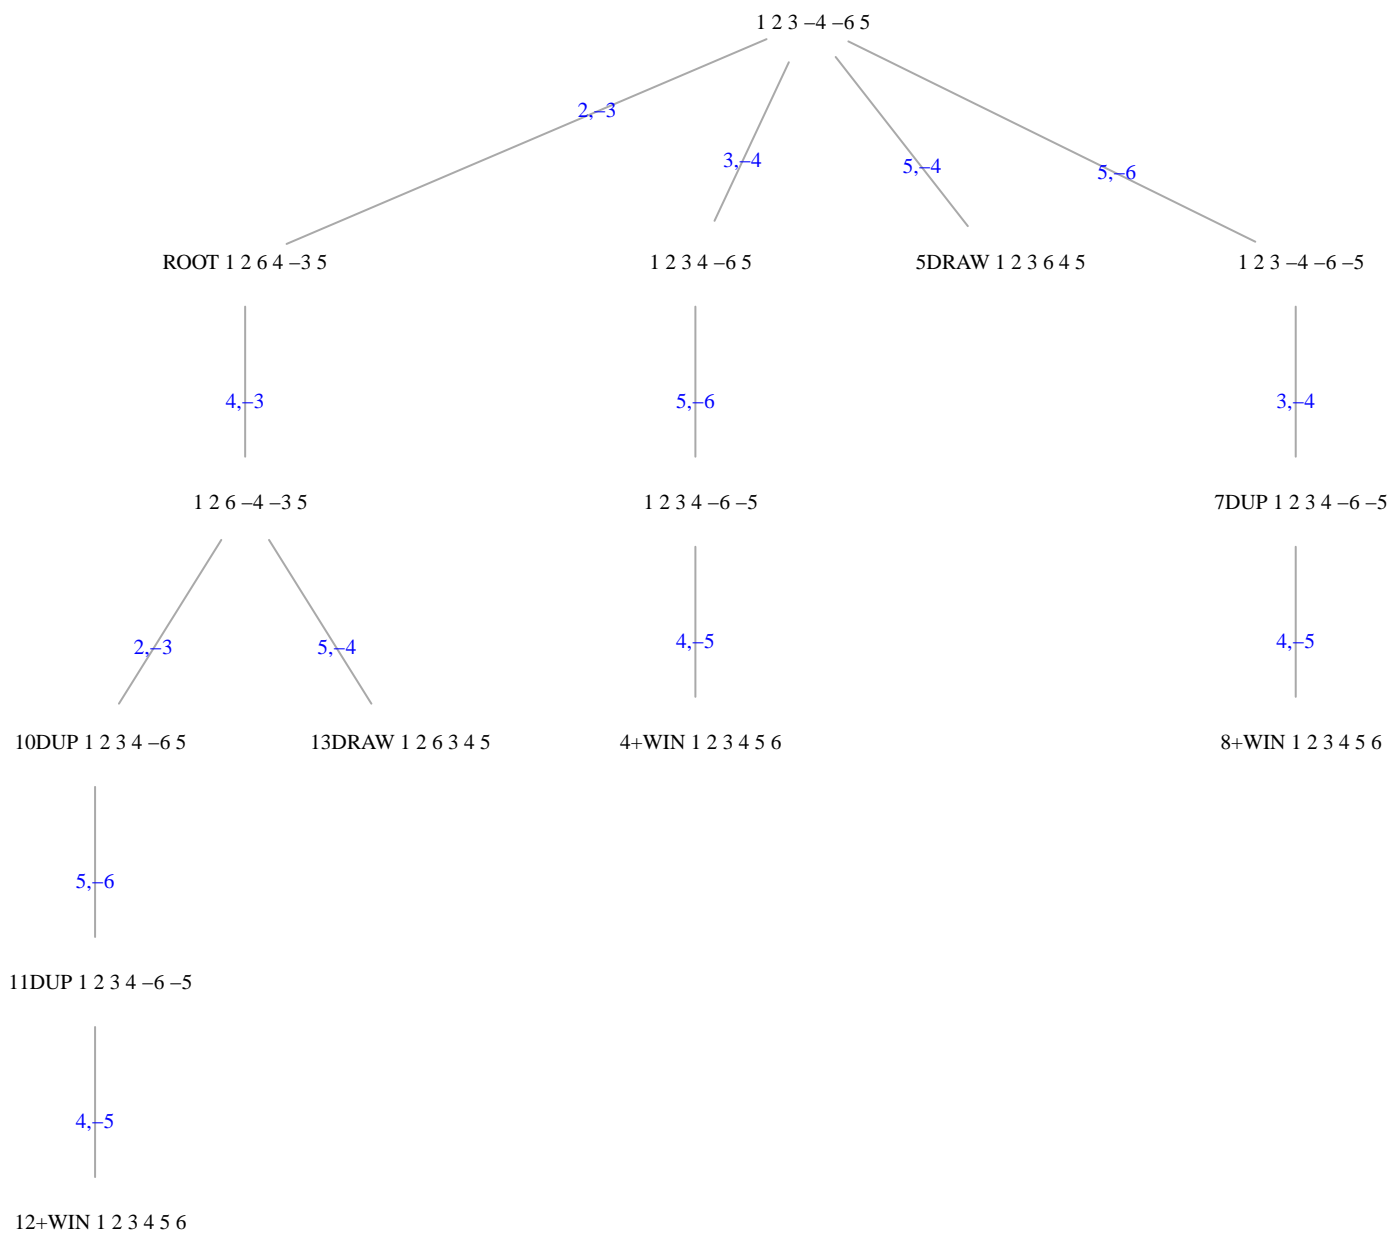 1 2 3 –4 –6 5
2,–3
3,–4
5,–4
5,–6
ROOT 1 2 6 4 –3 5
1 2 3 4 –6 5
5DRAW 1 2 3 6 4 5
1 2 3 –4 –6 –5
4,–3
5,–6
3,–4
1 2 6 –4 –3 5
1 2 3 4 –6 –5
7DUP 1 2 3 4 –6 –5
2,–3
5,–4
4,–5
4,–5
10DUP 1 2 3 4 –6 5
13DRAW 1 2 6 3 4 5
4+WIN 1 2 3 4 5 6
8+WIN 1 2 3 4 5 6
5,–6
11DUP 1 2 3 4 –6 –5
4,–5
12+WIN 1 2 3 4 5 6